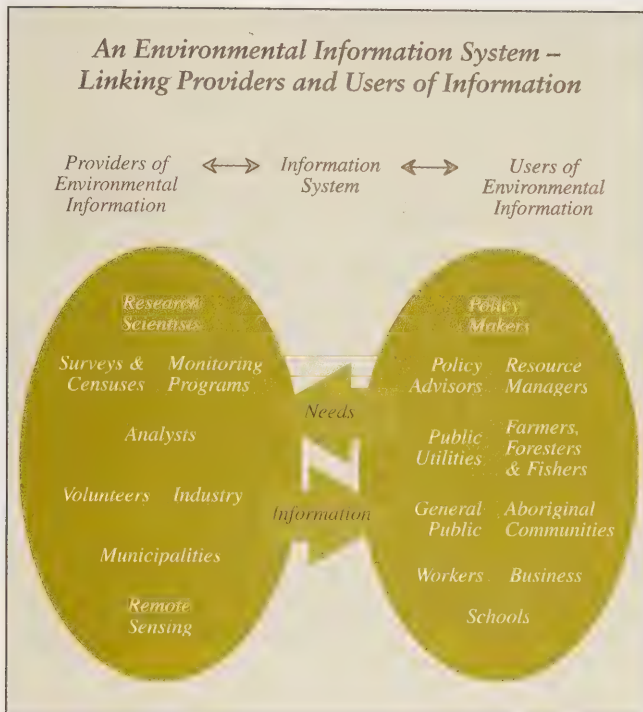 An Environmental Information System –
Linking Providers and Users of Information
Providers of
Environmental
Information
Information
System
Users of
Environmental
Information
Research
Scientists
Surveys &
Censuses
Monitoring
Programs
Analysts
Volunteers
Industry
Municipalities
Remote
Sensing
Needs
Information
Policy
Makers
Policy
Advisors
Resource
Managers
Public
Utilities
Farmers,
Foresters
& Fishers
General
Public
Aboriginal
Communities
Workers
Business
Schools